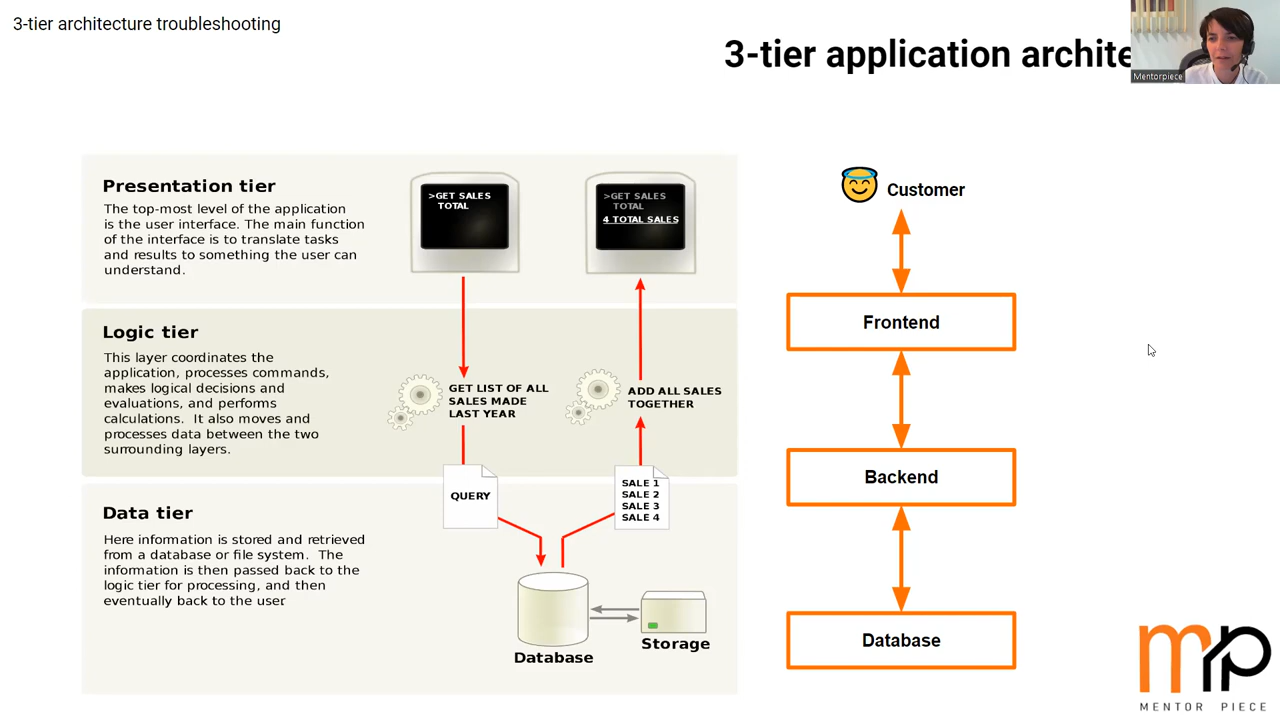 3-tier architecture troubleshooting
3-tier application archite
Mentorpiece
Presentation tier
The top-most level of the application
is the user interface. The main function
of the interface is to translate tasks
and results to something the user can
understand.
>GET SALES
TOTAL
>GET SALES
TOTAL
4 TOTAL SALES
Logic tier
This layer coordinates the
application, processes commands,
makes logical decisions and
evaluations, and performs
calculations. It also moves and
processes data between the two
surrounding layers.
GET LIST OF ALL
SALES MADE
LAST YEAR
ADD ALL SALES
TOGETHER
QUERY
SALE 1
SALE 2
SALE 3
SALE 4
Data tier
Here information is stored and retrieved
from a database or file system. The
information is then passed back to the
logic tier for processing, and then
eventually back to the user
Database
Storage
Customer
Frontend
Backend
Database
mp
MENTOR PIECE